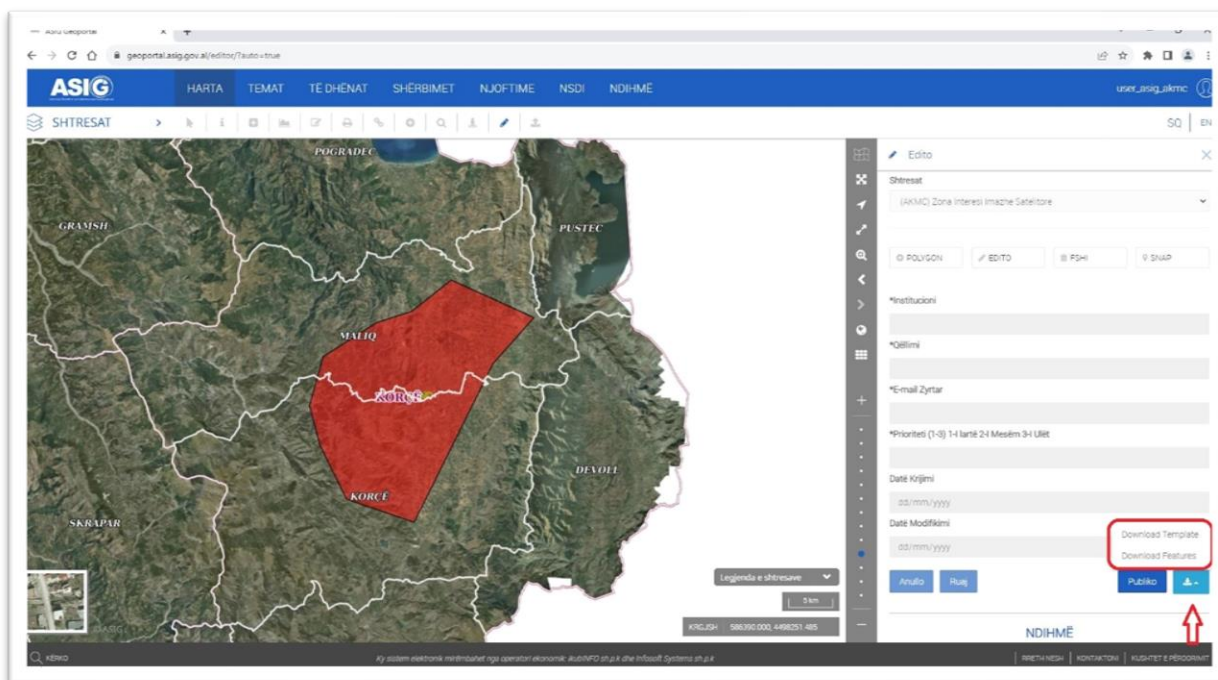 ASIG Geoportal
geoportal.asig.gov.al/editor/?auto=true
ASIG
HARTA TEMAT TË DHËNAT SHËRBIMET NJOFTIME NSDI NDIHMË
user_asig_akmc
SHTRESAT
SQ EN
POGRADEC
GRAMSH
PUSTEC
MALIQ
KORÇË
KORÇË
DEVOLL
SKRAPAR
ASIG
Legjenda e shtresave
5 km
KRGJSH 586390.000, 4498251.485
Edito
Shtresat
(AKMC) Zona Interesi Imazhe Satelitore
POLYGON EDITO FSHI SNAP
*Institucioni
*Qëllimi
*E-mail Zyrtar
*Prioriteti (1-3) 1-I lartë 2-I Mesëm 3-I Ulët
Datë Krijimi
dd/mm/yyyy
Datë Modifikimi
dd/mm/yyyy
Download Template
Download Features
Anullo Ruaj Publiko
NDIHMË
KËRKO
Ky sistem elektronik mirëmbahet nga operatori ekonomik: AlubINFO sh.p.k dhe Infosoft Systems sh.p.k
RRETH NESH KONTAKTONI KUSHTET E PËRDORIMIT